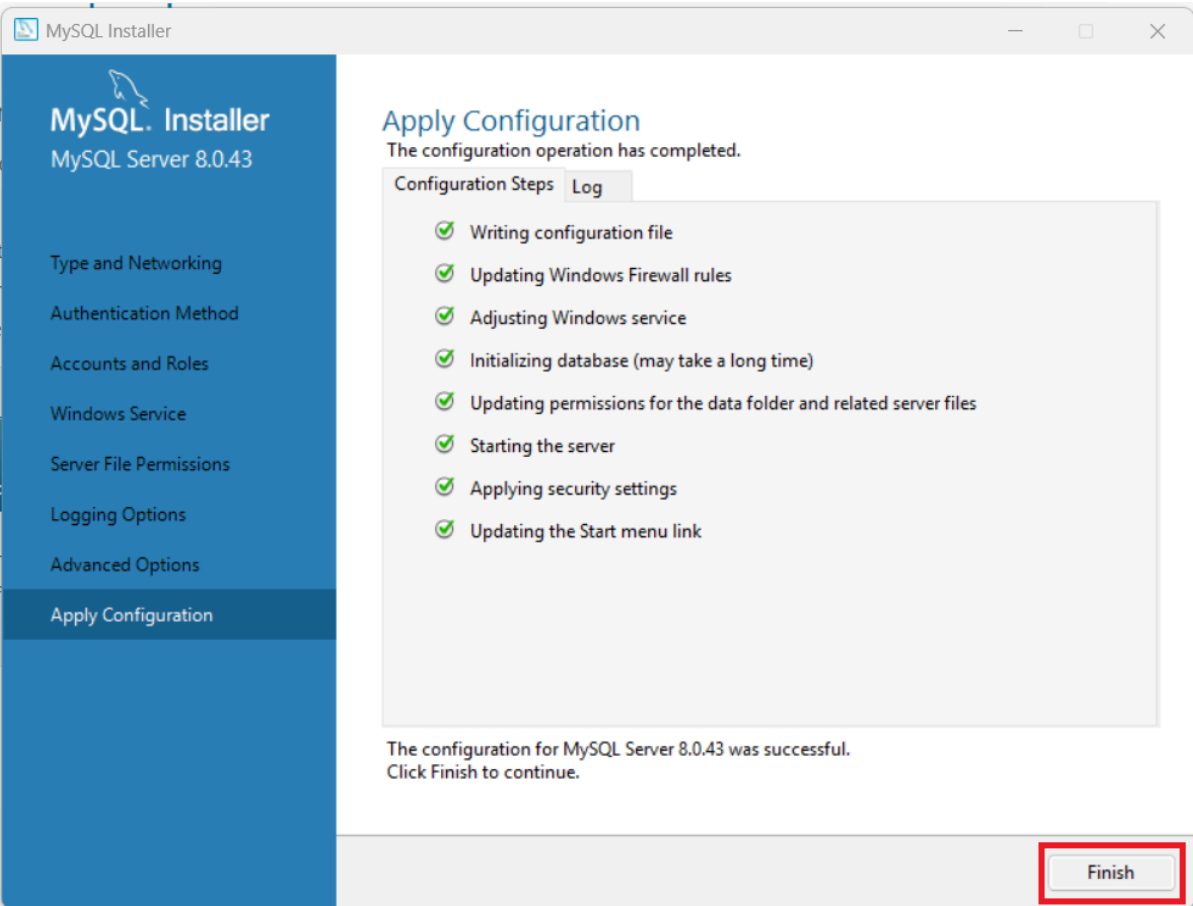 MySQL Installer
MySQL. Installer
MySQL Server 8.0.43
Type and Networking
Authentication Method
Accounts and Roles
Windows Service
Server File Permissions
Logging Options
Advanced Options
Apply Configuration
Apply Configuration
The configuration operation has completed.
Configuration Steps
Log
Writing configuration file
Updating Windows Firewall rules
Adjusting Windows service
Initializing database (may take a long time)
Updating permissions for the data folder and related server files
Starting the server
Applying security settings
Updating the Start menu link
The configuration for MySQL Server 8.0.43 was successful.
Click Finish to continue.
Finish